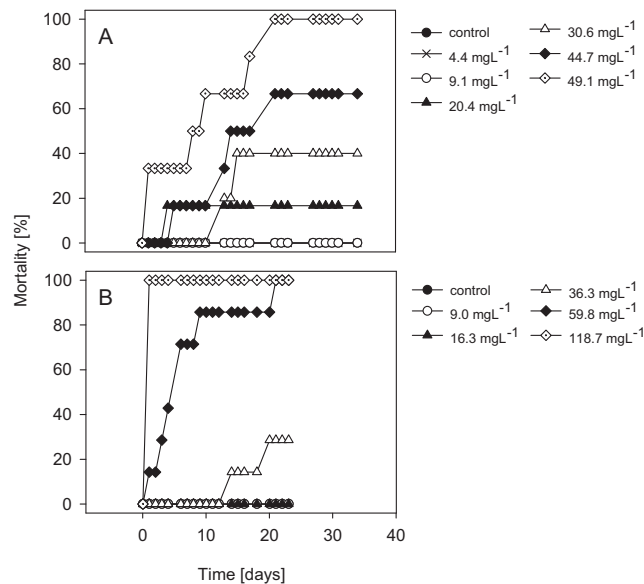 A
100
80
60
40
20
0
control
4.4 mgL⁻¹
9.1 mgL⁻¹
20.4 mgL⁻¹
30.6 mgL⁻¹
44.7 mgL⁻¹
49.1 mgL⁻¹
Mortality [%]
B
100
80
60
40
20
0
control
9.0 mgL⁻¹
16.3 mgL⁻¹
36.3 mgL⁻¹
59.8 mgL⁻¹
118.7 mgL⁻¹
0 10 20 30 40
Time [days]